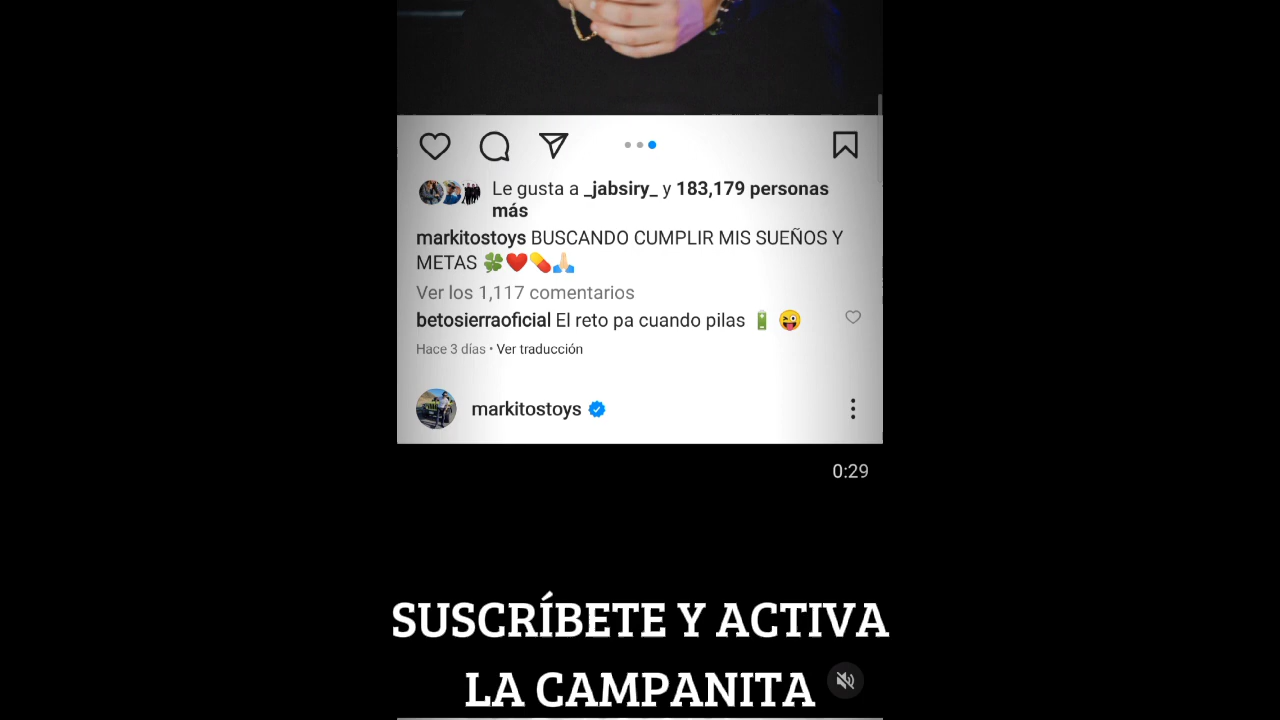 Le gusta a _jabsiry_ y 183,179 personas
más
markitostoys BUSCANDO CUMPLIR MIS SUEÑOS Y
METAS 🍀❤️💊🙏🏻
Ver los 1,117 comentarios
betosierraoficial El reto pa cuando pilas 🔋 😜
Hace 3 días • Ver traducción
markitostoys
0:29
SUSCRÍBETE Y ACTIVA
LA CAMPANITA